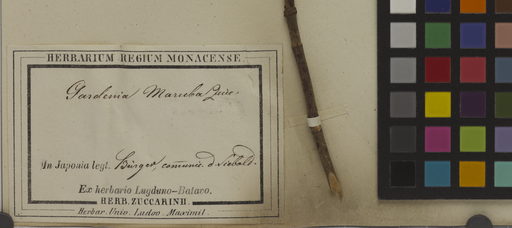 HERBARIUM REGIUM MONACENSE
Gardenia Maruba Zucc.
In Japonia legt. Bürger, communic. d. Siebold.
Ex herbario Lugduno-Batavo.
HERB. ZUCCARINII.
Herbar. Univ. Ludov. Maximil.